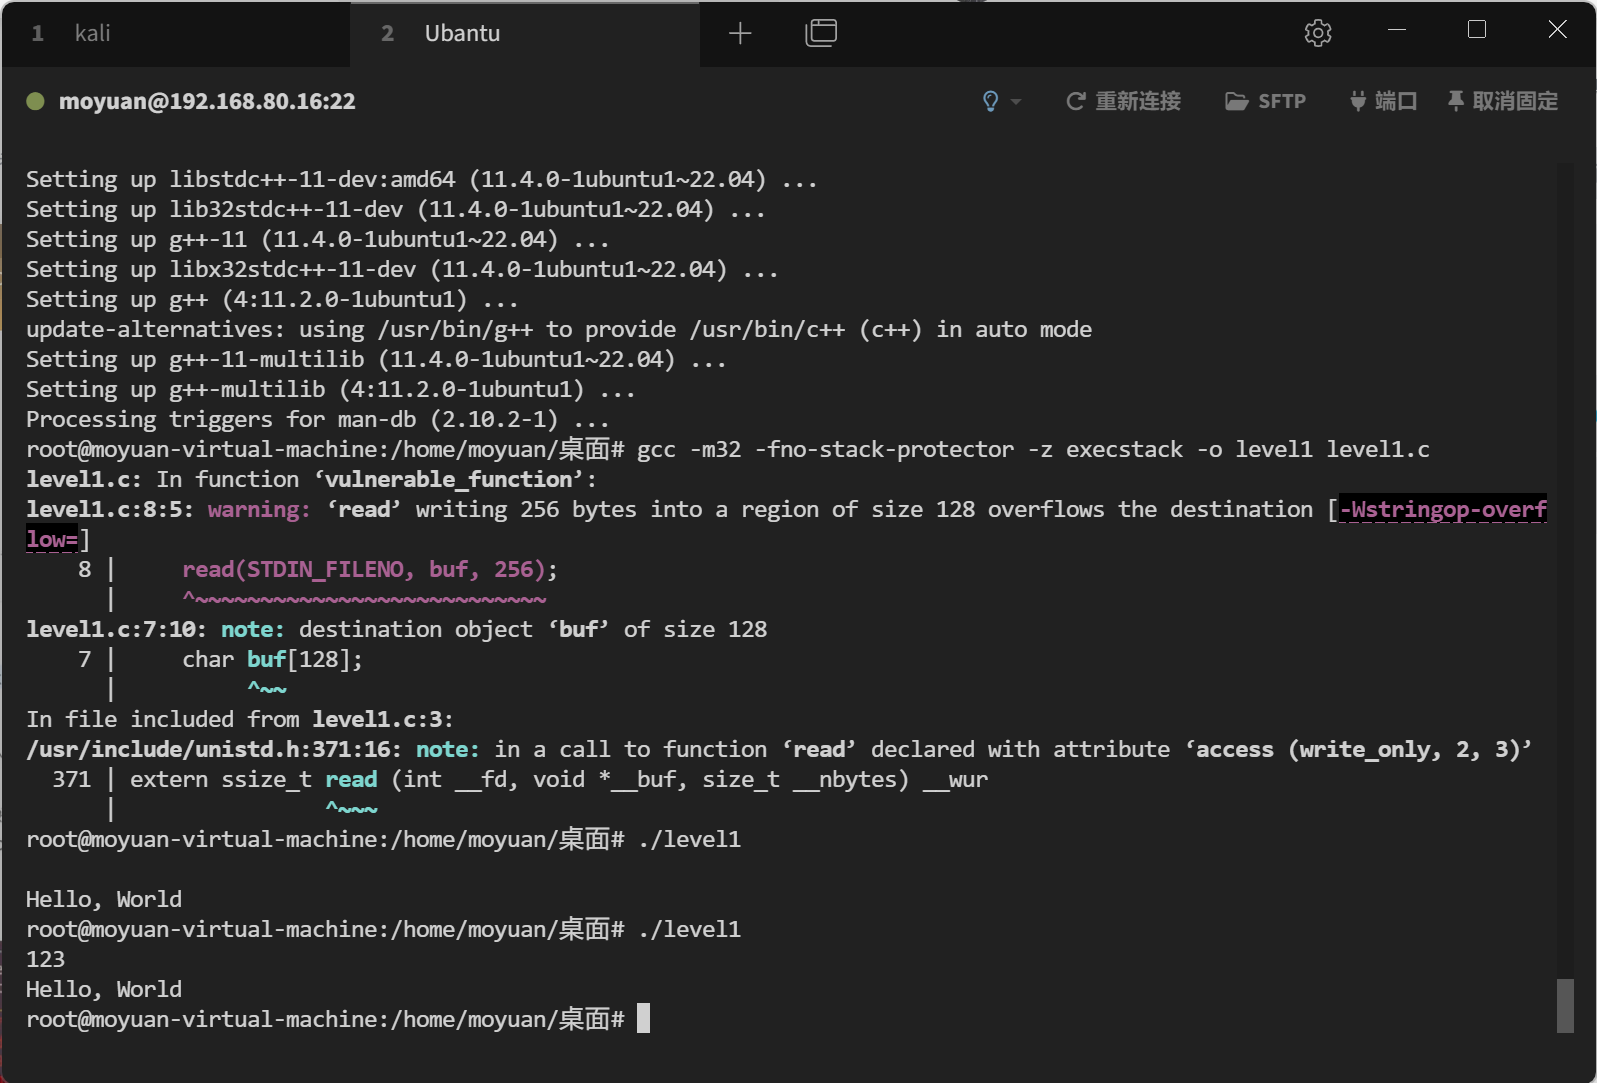 1 kali 2 Ubantu
moyuan@192.168.80.16:22 重新连接 SFTP 端口 取消固定
Setting up libstdc++-11-dev:amd64 (11.4.0-1ubuntu1~22.04) ...
Setting up lib32stdc++-11-dev (11.4.0-1ubuntu1~22.04) ...
Setting up g++-11 (11.4.0-1ubuntu1~22.04) ...
Setting up libx32stdc++-11-dev (11.4.0-1ubuntu1~22.04) ...
Setting up g++ (4:11.2.0-1ubuntu1) ...
update-alternatives: using /usr/bin/g++ to provide /usr/bin/c++ (c++) in auto mode
Setting up g++-11-multilib (11.4.0-1ubuntu1~22.04) ...
Setting up g++-multilib (4:11.2.0-1ubuntu1) ...
Processing triggers for man-db (2.10.2-1) ...
root@moyuan-virtual-machine:/home/moyuan/桌面# gcc -m32 -fno-stack-protector -z execstack -o level1 level1.c
level1.c: In function ‘vulnerable_function’:
level1.c:8:5: warning: ‘read’ writing 256 bytes into a region of size 128 overflows the destination [-Wstringop-overf
low=]
    8 |     read(STDIN_FILENO, buf, 256);
      |     ^~~~~~~~~~~~~~~~~~~~~~~~~~~~
level1.c:7:10: note: destination object ‘buf’ of size 128
    7 |     char buf[128];
      |          ^~~
In file included from level1.c:3:
/usr/include/unistd.h:371:16: note: in a call to function ‘read’ declared with attribute ‘access (write_only, 2, 3)’
  371 | extern ssize_t read (int __fd, void *__buf, size_t __nbytes) __wur
      |                ^~~~
root@moyuan-virtual-machine:/home/moyuan/桌面# ./level1
Hello, World
root@moyuan-virtual-machine:/home/moyuan/桌面# ./level1
123
Hello, World
root@moyuan-virtual-machine:/home/moyuan/桌面#